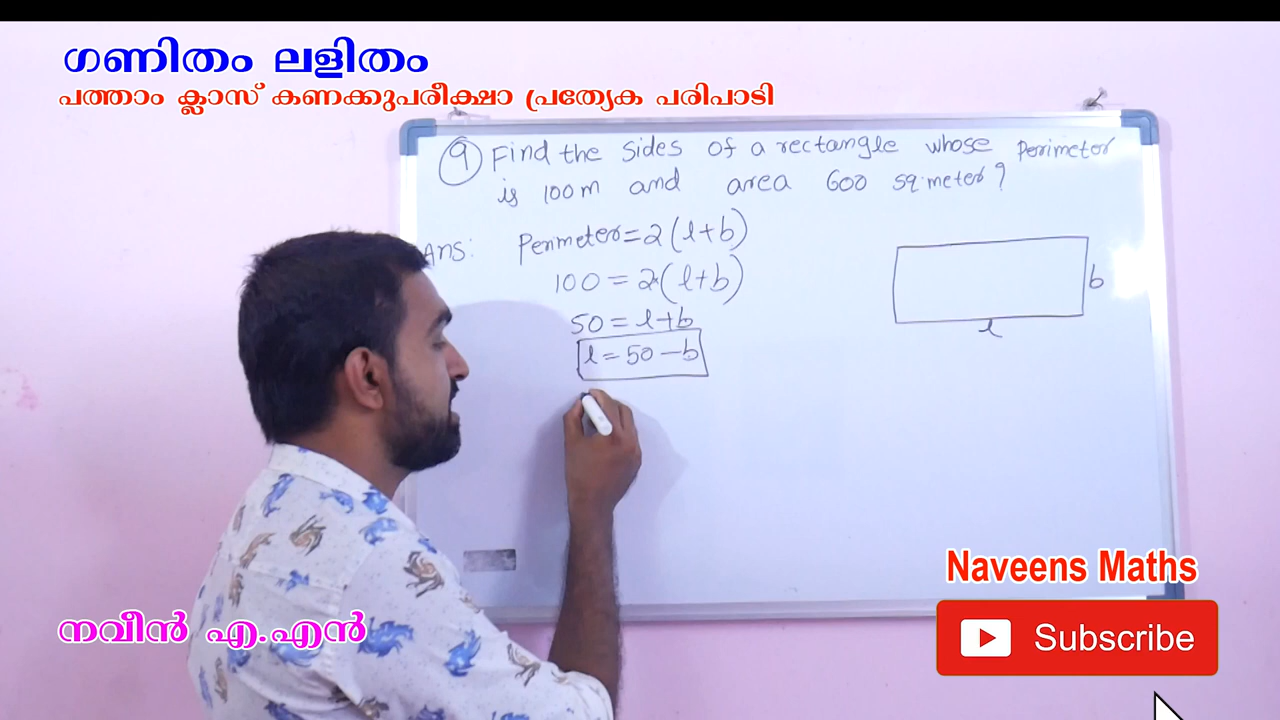 ഗണിതം ലളിതം
പത്താം ക്ലാസ് കണക്കുപരീക്ഷാ പ്രത്യേക പരിപാടി
9 Find the sides of a rectangle whose Perimeter
is 100 m and area 600 sq.meter?
Ans: Perimeter = 2(l+b)
100 = 2×(l+b)
50 = l+b
l = 50 - b
b
l
Naveens Maths
നവീൻ എ.എൻ
Subscribe